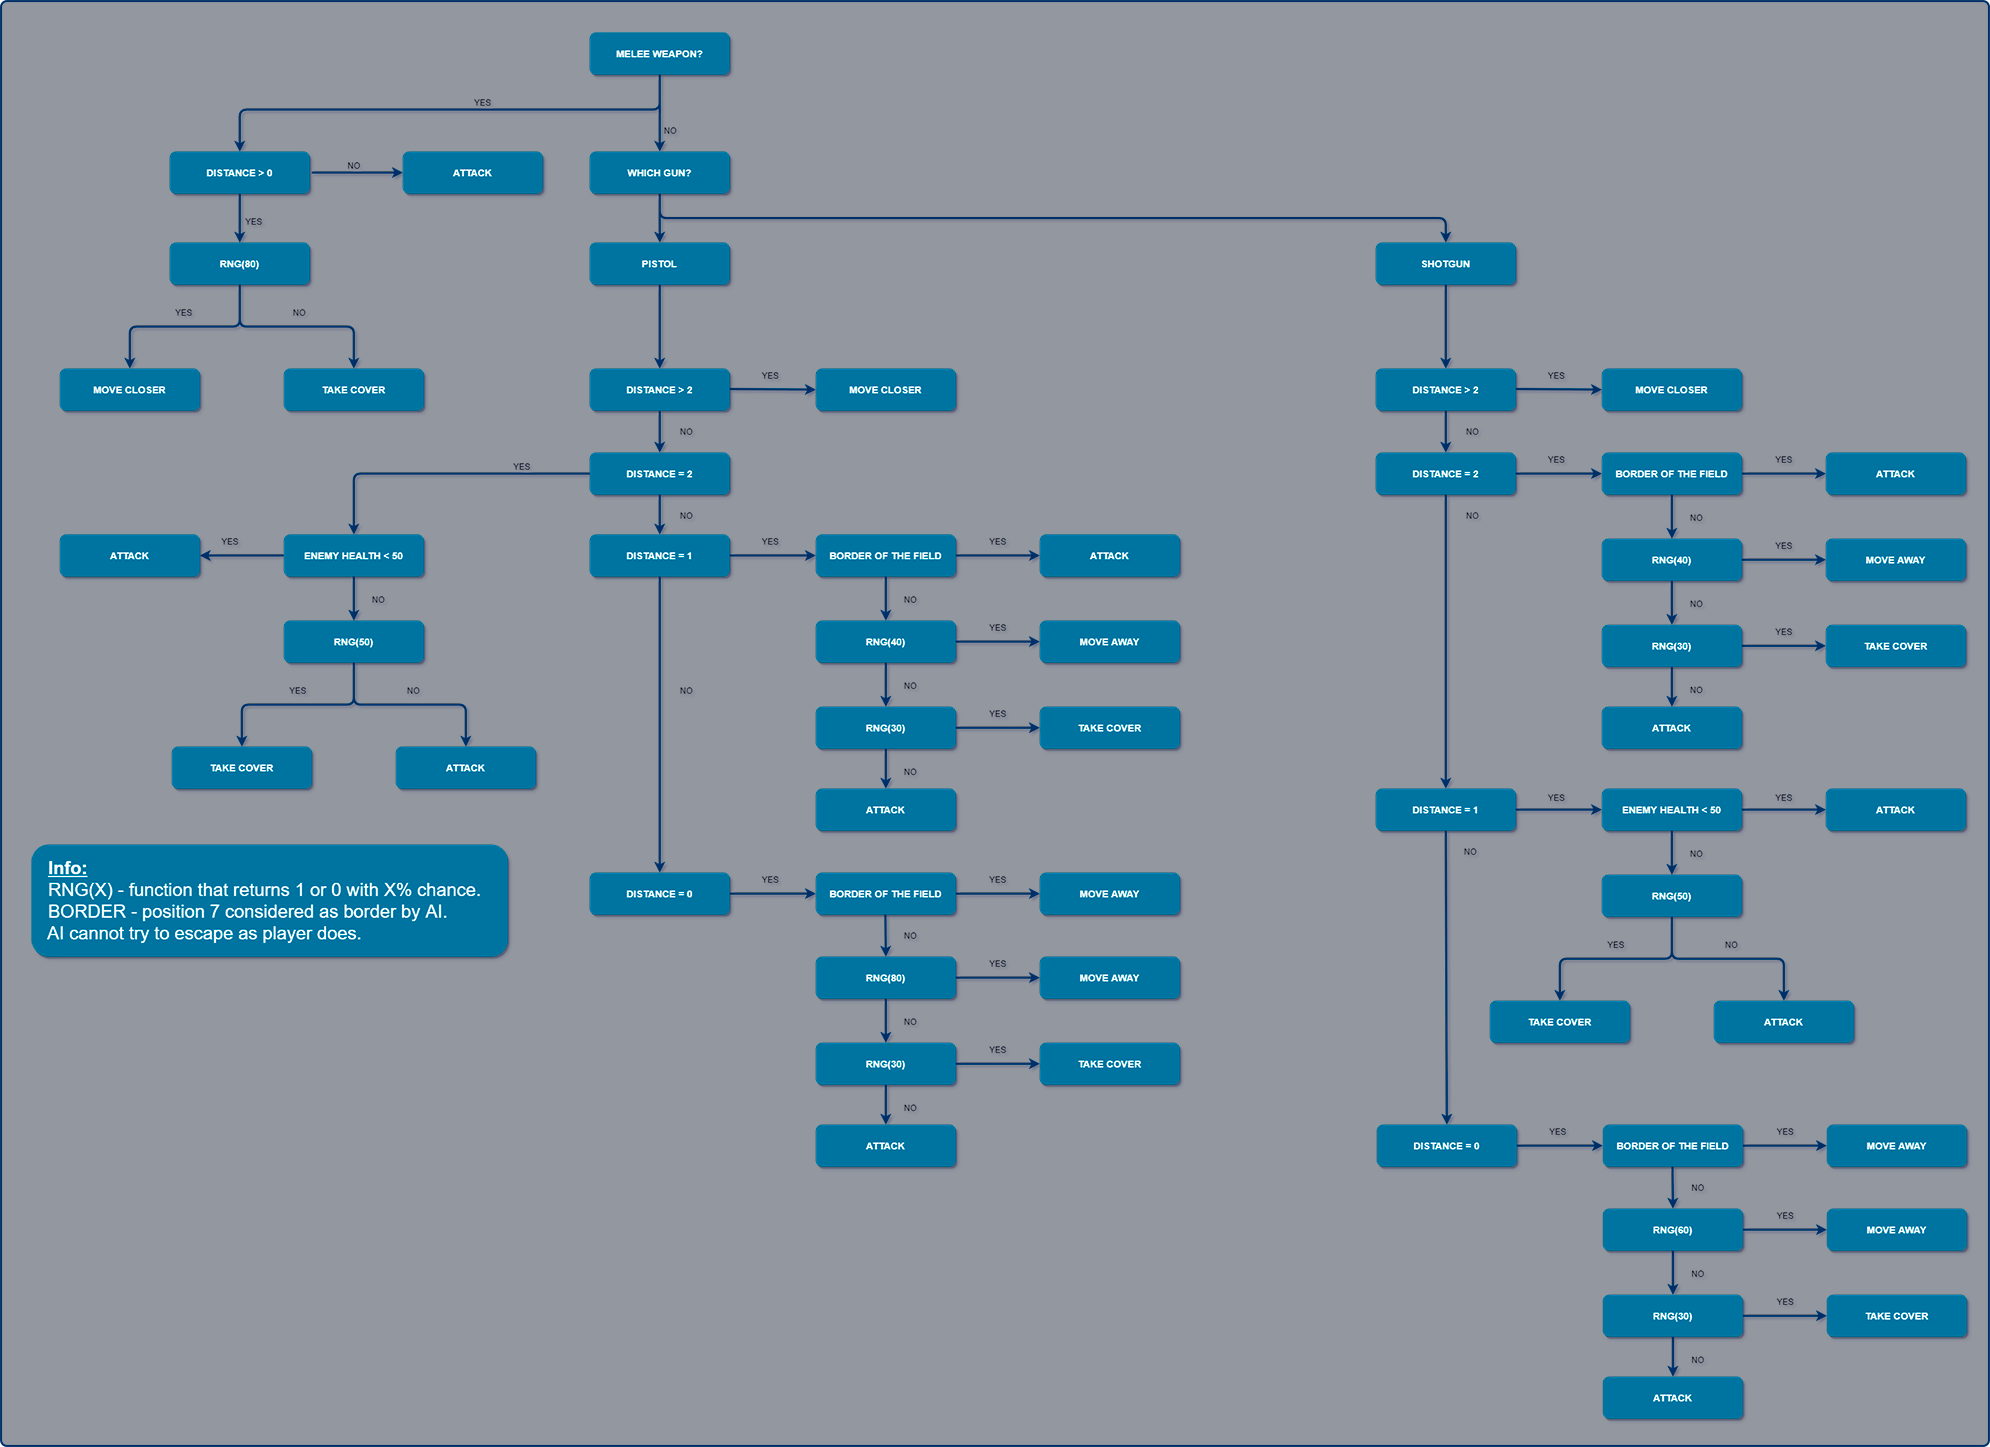 MELEE WEAPON?
YES
NO
DISTANCE > 0
NO
ATTACK
WHICH GUN?
YES
RNG(80)
PISTOL
SHOTGUN
YES
NO
MOVE CLOSER
TAKE COVER
DISTANCE > 2
YES
MOVE CLOSER
DISTANCE > 2
YES
MOVE CLOSER
NO
NO
YES
DISTANCE = 2
DISTANCE = 2
YES
BORDER OF THE FIELD
YES
ATTACK
NO
NO
NO
ATTACK
YES
ENEMY HEALTH < 50
DISTANCE = 1
YES
BORDER OF THE FIELD
YES
ATTACK
RNG(40)
YES
MOVE AWAY
NO
NO
NO
RNG(50)
RNG(40)
YES
MOVE AWAY
RNG(30)
YES
TAKE COVER
YES
NO
NO
NO
NO
RNG(30)
YES
TAKE COVER
ATTACK
TAKE COVER
ATTACK
NO
ATTACK
DISTANCE = 1
YES
ENEMY HEALTH < 50
YES
ATTACK
NO
NO
Info:
RNG(X) - function that returns 1 or 0 with X% chance.
BORDER - position 7 considered as border by AI.
AI cannot try to escape as player does.
DISTANCE = 0
YES
BORDER OF THE FIELD
YES
MOVE AWAY
RNG(50)
NO
YES
NO
RNG(80)
YES
MOVE AWAY
NO
TAKE COVER
ATTACK
RNG(30)
YES
TAKE COVER
NO
ATTACK
DISTANCE = 0
YES
BORDER OF THE FIELD
YES
MOVE AWAY
NO
RNG(60)
YES
MOVE AWAY
NO
RNG(30)
YES
TAKE COVER
NO
ATTACK